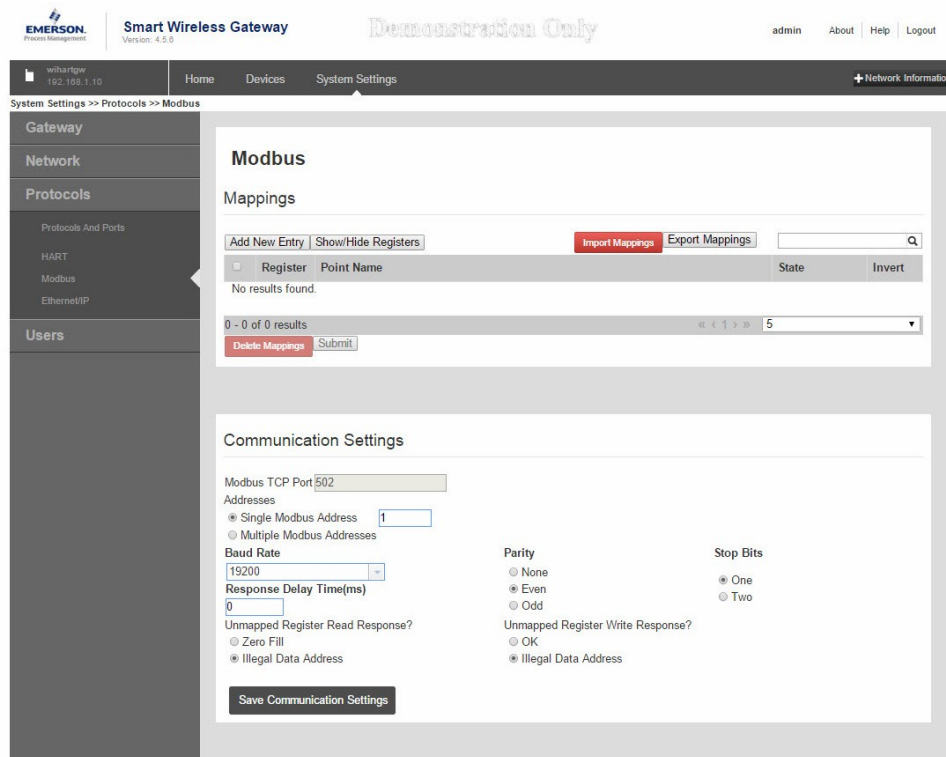 EMERSON.
Process Management
Smart Wireless Gateway
Version: 4.5.6
Demonstration Only
admin
About
Help
Logout
wihartgw
192.168.1.10
Home
Devices
System Settings
Network Informatio
System Settings >> Protocols >> Modbus
Gateway
Network
Protocols
Protocols And Ports
HART
Modbus
Ethernet/IP
Users
Modbus
Mappings
Add New Entry
Show/Hide Registers
Import Mappings
Export Mappings
Register
Point Name
State
Invert
No results found.
0 - 0 of 0 results
« ‹ 1 › »
5
Delete Mappings
Submit
Communication Settings
Modbus TCP Port 502
Addresses
Single Modbus Address 1
Multiple Modbus Addresses
Baud Rate
19200
Response Delay Time(ms)
0
Parity
None
Even
Odd
Stop Bits
One
Two
Unmapped Register Read Response?
Zero Fill
Illegal Data Address
Unmapped Register Write Response?
OK
Illegal Data Address
Save Communication Settings